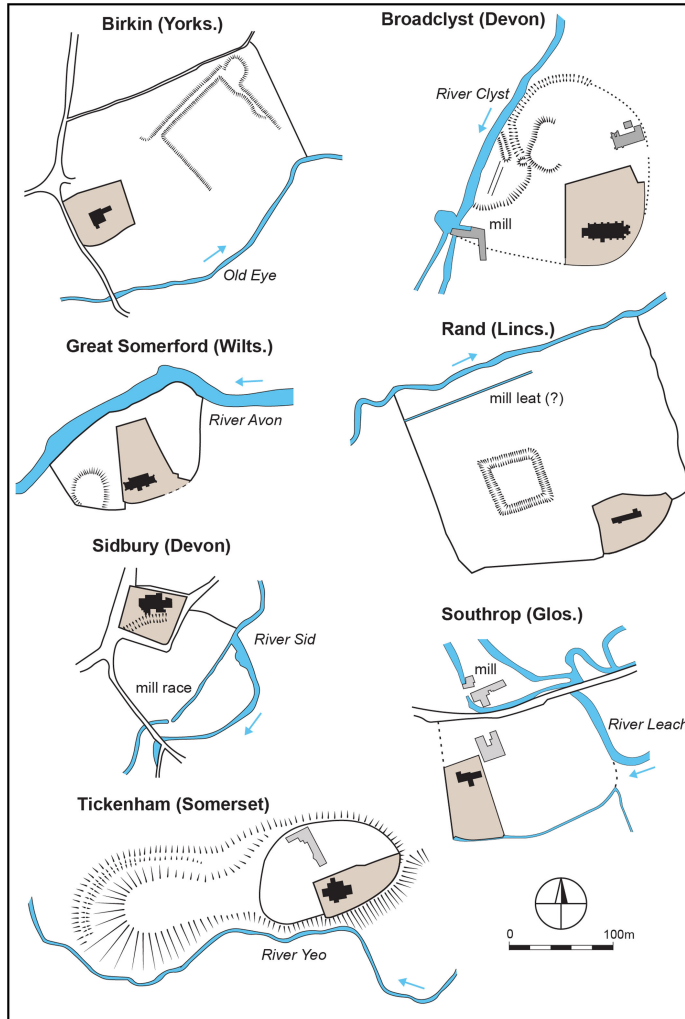 Birkin (Yorks.)
Broadclyst (Devon)
River Clyst
mill
Old Eye
Great Somerford (Wilts.)
River Avon
Rand (Lincs.)
mill leat (?)
Sidbury (Devon)
River Sid
mill race
Southrop (Glos.)
mill
River Leach
Tickenham (Somerset)
River Yeo
0
100m